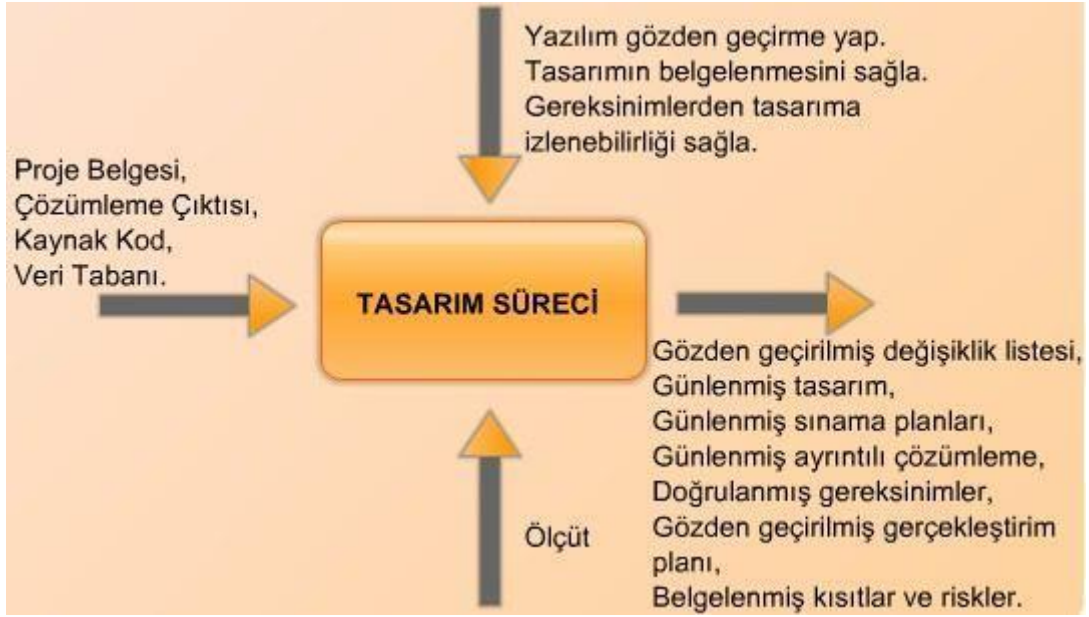 Yazılım gözden geçirme yap.
Tasarımın belgelenmesini sağla.
Gereksinimlerden tasarıma
izlenebilirliği sağla.
Proje Belgesi,
Çözümleme Çıktısı,
Kaynak Kod,
Veri Tabanı.
TASARIM SÜRECİ
Gözden geçirilmiş değişiklik listesi,
Günlenmiş tasarım,
Günlenmiş sınama planları,
Günlenmiş ayrıntılı çözümleme,
Doğrulanmış gereksinimler,
Gözden geçirilmiş gerçekleştirim
planı,
Belgelenmiş kısıtlar ve riskler.
Ölçüt